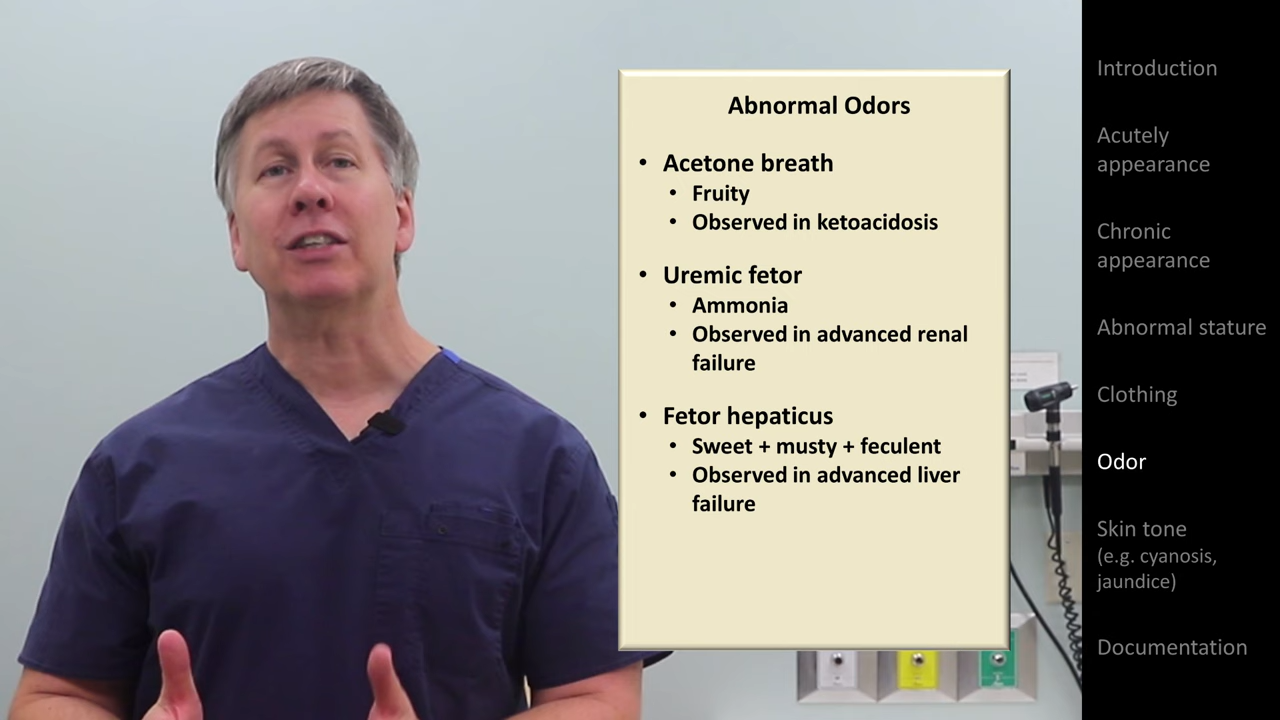 Abnormal Odors
• Acetone breath
• Fruity
• Observed in ketoacidosis
• Uremic fetor
• Ammonia
• Observed in advanced renal
failure
• Fetor hepaticus
• Sweet + musty + feculent
• Observed in advanced liver
failure
Introduction
Acutely
appearance
Chronic
appearance
Abnormal stature
Clothing
Odor
Skin tone
(e.g. cyanosis,
jaundice)
Documentation